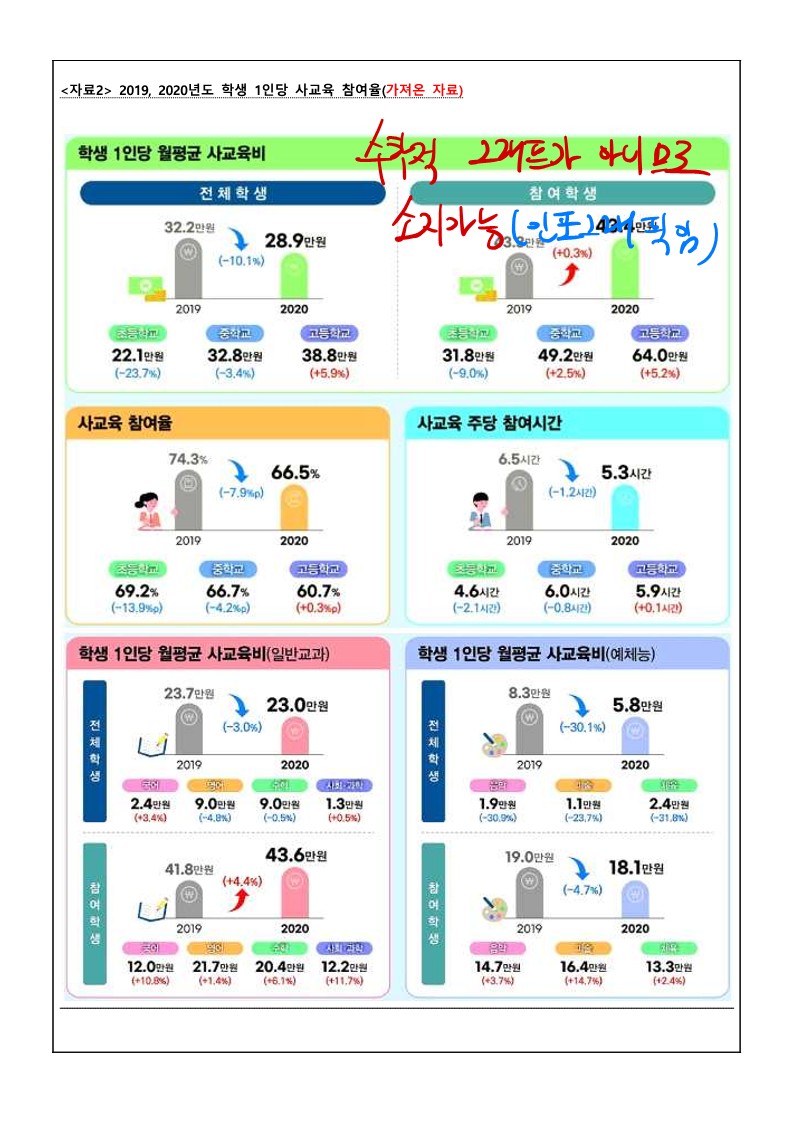 <자료2> 2019, 2020년도 학생 1인당 사교육 참여율(가져온 자료)
수학적 그래프가 아니므로
소지가능(인포그래픽임)
학생 1인당 월평균 사교육비
전체학생
32.2만원
28.9만원
(-10.1%)
2019 2020
초등학교 중학교 고등학교
22.1만원 32.8만원 38.8만원
(-23.7%) (-3.4%) (+5.9%)
참여학생
43.4만원
(+0.3%)
2019 2020
초등학교 중학교 고등학교
31.8만원 49.2만원 64.0만원
(-9.0%) (+2.5%) (+5.2%)
사교육 참여율
74.3%
66.5%
(-7.9%p)
2019 2020
초등학교 중학교 고등학교
69.2% 66.7% 60.7%
(-13.9%p) (-4.2%p) (+0.3%p)
사교육 주당 참여시간
6.5시간
5.3시간
(-1.2시간)
2019 2020
초등학교 중학교 고등학교
4.6시간 6.0시간 5.9시간
(-2.1시간) (-0.8시간) (+0.1시간)
학생 1인당 월평균 사교육비(일반교과)
전체학생
23.7만원
23.0만원
(-3.0%)
2019 2020
국어 영어 수학 사회·과학
2.4만원 9.0만원 9.0만원 1.3만원
(+3.4%) (-4.8%) (-0.5%) (+0.5%)
참여학생
41.8만원
43.6만원
(+4.4%)
2019 2020
국어 영어 수학 사회·과학
12.0만원 21.7만원 20.4만원 12.2만원
(+10.8%) (+1.4%) (+6.1%) (+11.7%)
학생 1인당 월평균 사교육비(예체능)
전체학생
8.3만원
5.8만원
(-30.1%)
2019 2020
음악 미술 체육
1.9만원 1.1만원 2.4만원
(-30.9%) (-23.7%) (-31.8%)
참여학생
19.0만원
18.1만원
(-4.7%)
2019 2020
음악 미술 체육
14.7만원 16.4만원 13.3만원
(+3.7%) (+14.7%) (+2.4%)